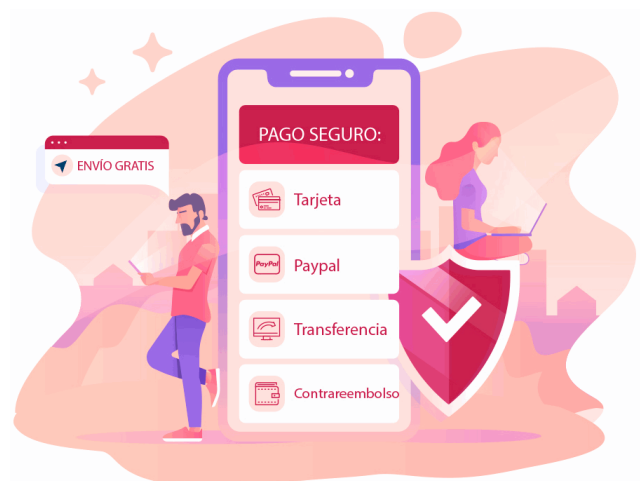 PAGO SEGURO:
ENVÍO GRATIS
Tarjeta
PayPal
Paypal
Transferencia
Contrareembolso